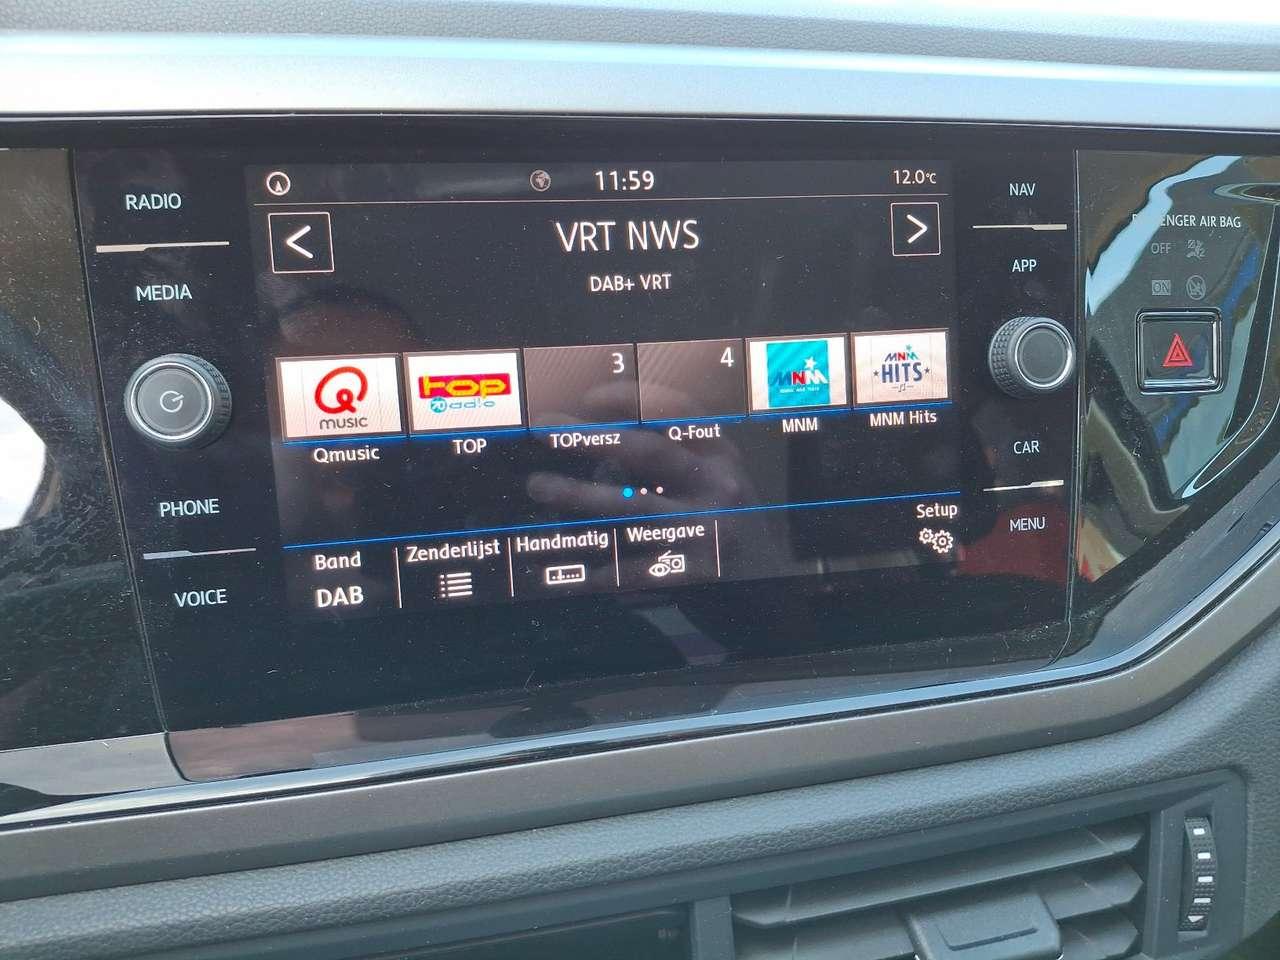 RADIO
MEDIA
PHONE
VOICE
11:59
12.0°C
<
VRT NWS
>
DAB+ VRT
Q
MUSIC
Qmusic
top
radio
TOP
3
TOPversz
4
Q-Fout
MNM
MNM
MNM
HITS
MNM Hits
Band
DAB
Zenderlijst
Handmatig
Weergave
Setup
NAV
APP
CAR
MENU
ENGER AIR BAG
OFF
ON